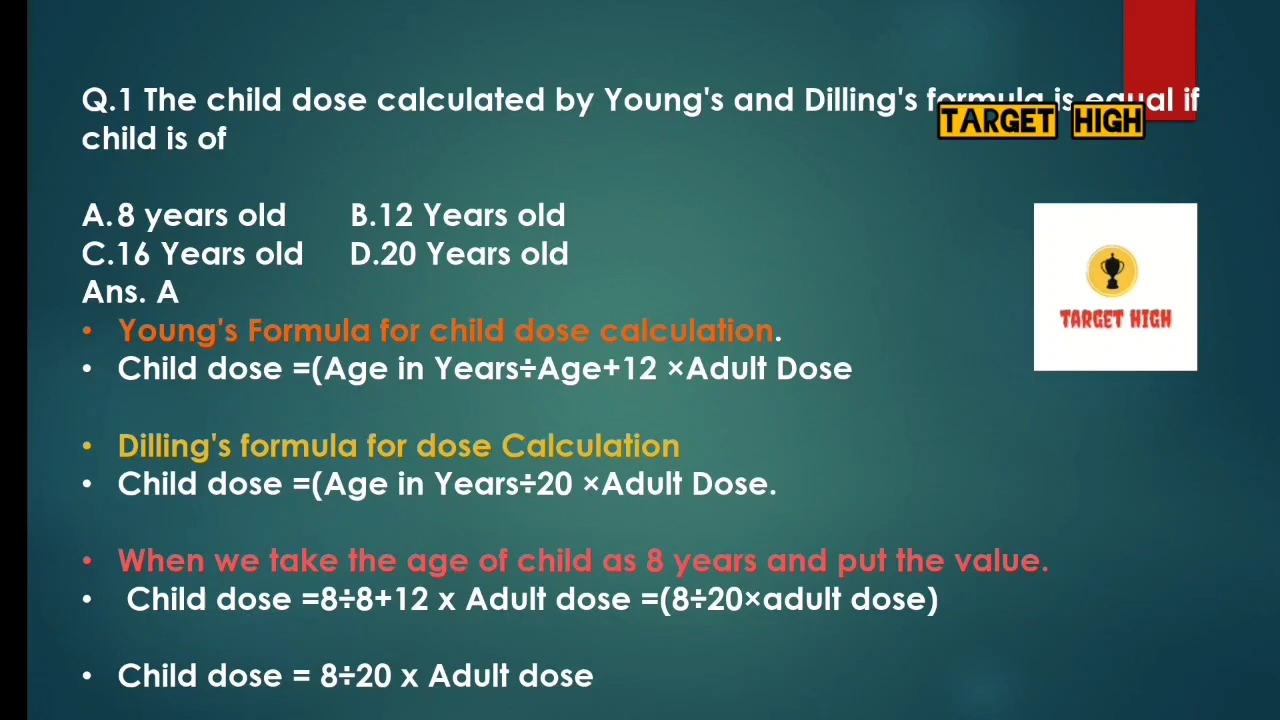 Q.1 The child dose calculated by Young's and Dilling's formula is equal if
TARGET HIGH
child is of
A.8 years old B.12 Years old
C.16 Years old D.20 Years old
Ans. A
• Young's Formula for child dose calculation.
TARGET HIGH
• Child dose =(Age in Years÷Age+12 ×Adult Dose
• Dilling's formula for dose Calculation
• Child dose =(Age in Years÷20 ×Adult Dose.
• When we take the age of child as 8 years and put the value.
• Child dose =8÷8+12 x Adult dose =(8÷20×adult dose)
• Child dose = 8÷20 x Adult dose